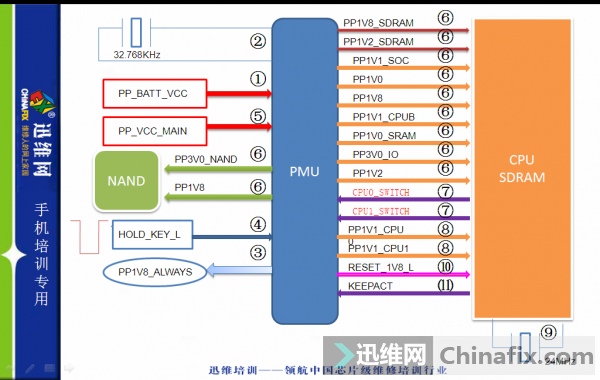 CHINAFIX
迅维网
维修人的网上家园
手机培训专用
32.768KHz
②
PP_BATT_VCC
①
PP_VCC_MAIN
⑤
NAND
PP3V0_NAND
⑥
PP1V8
⑥
HOLD_KEY_L
④
PP1V8_ALWAYS
③
PMU
PP1V8_SDRAM
⑥
PP1V2_SDRAM
⑥
PP1V1_SOC
⑥
PP1V0
⑥
PP1V8
⑥
PP1V1_CPUB
⑥
PP1V0_SRAM
⑥
PP3V0_IO
⑥
PP1V2
⑥
CPU0_SWITCH
⑦
CPU1_SWITCH
⑦
PP1V1_CPU
0
⑧
PP1V1_CPU1
⑧
RESET_1V8_L
⑩
KEEPACT
⑪
CPU
SDRAM
⑨
24MHz
迅维网 Chinafix.com
迅维培训——领航中国芯片级维修培训行业